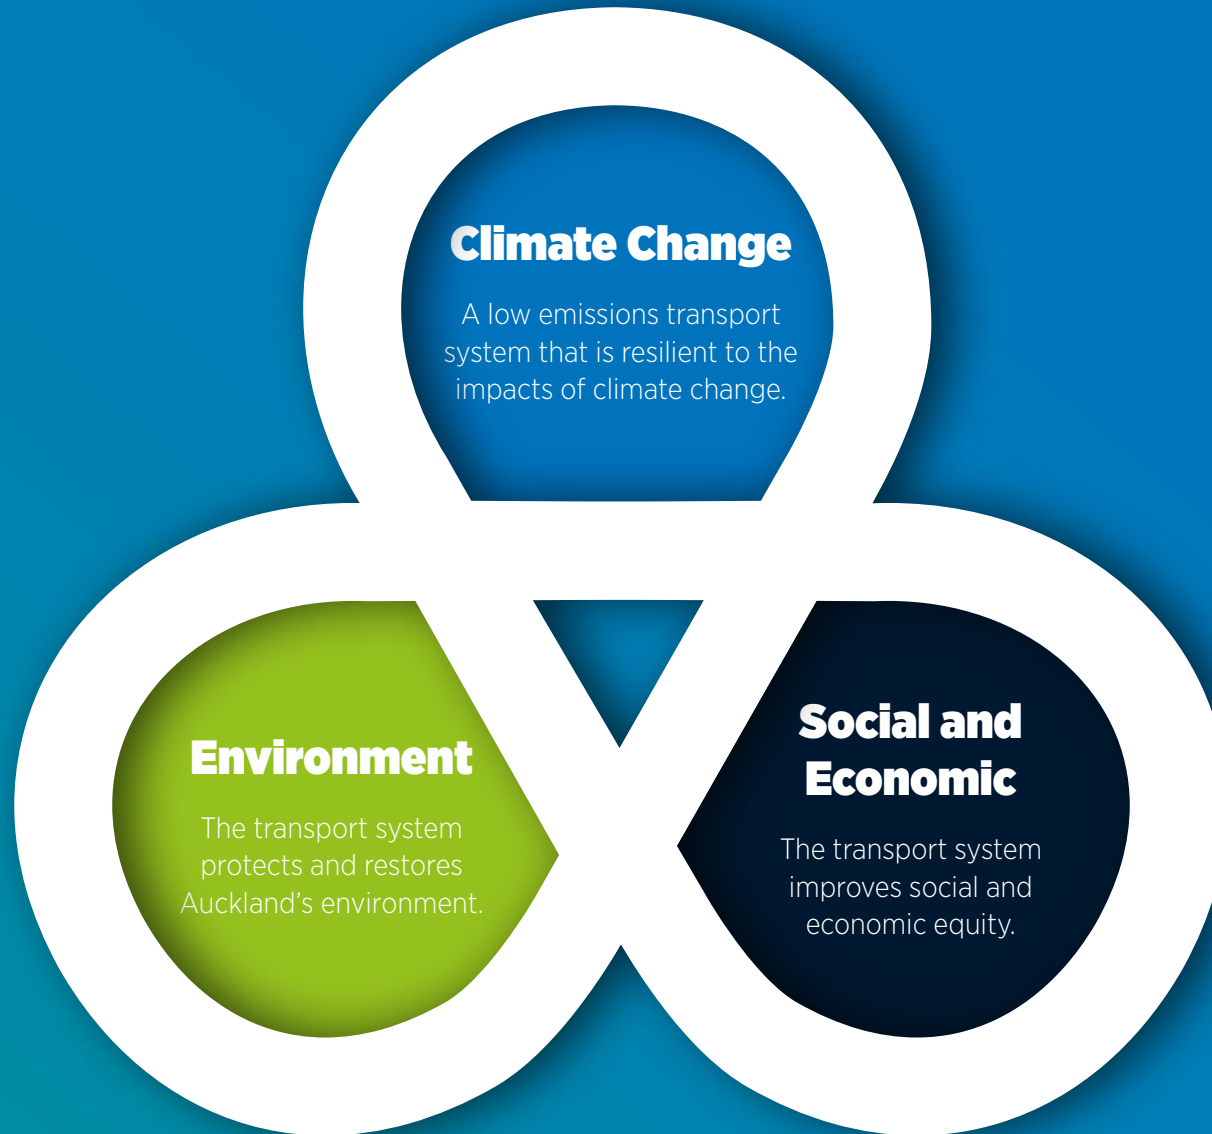 Climate Change
A low emissions transport
system that is resilient to the
impacts of climate change.
Environment
The transport system
protects and restores
Auckland’s environment.
Social and
Economic
The transport system
improves social and
economic equity.